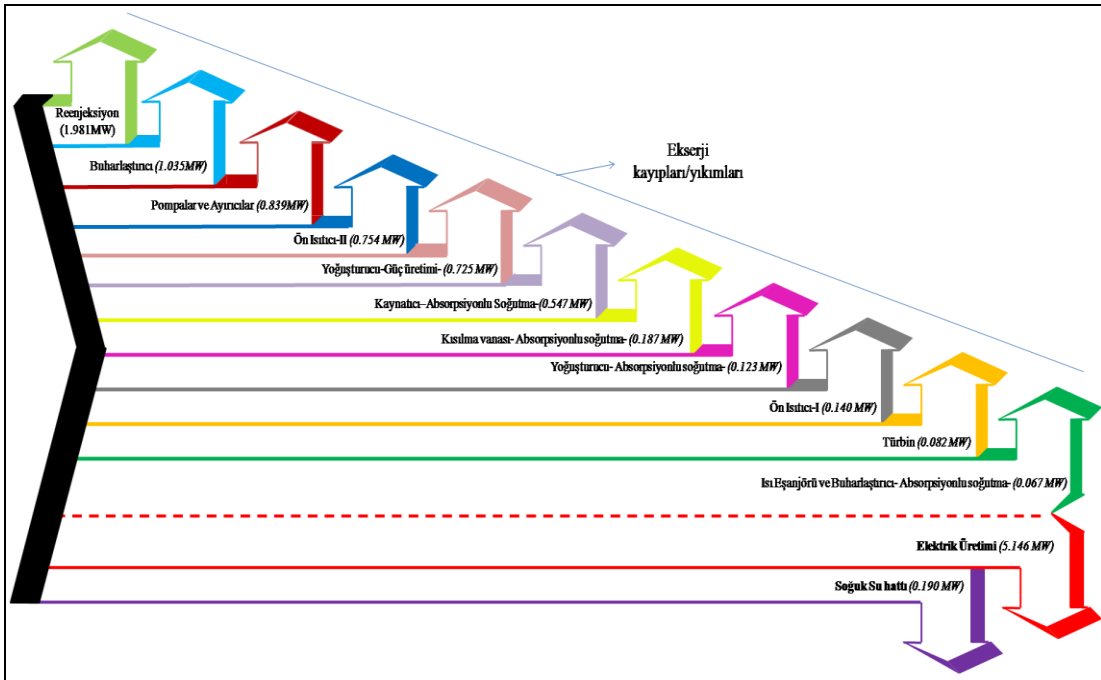 Reenjeksiyon
(1.981MW)
Buharlaştırıcı (1.035MW)
Ekserji
kayıpları/yıkımları
Pompalar ve Ayırıcılar (0.839MW)
Ön Isıtıcı-II (0.754 MW)
Yoğuşturucu-Güç üretimi- (0.725 MW)
Kaynatıcı–Absorpsiyonlu Soğutma-(0.547 MW)
Kısılma vanası- Absorpsiyonlu soğutma- (0.187 MW)
Yoğuşturucu- Absorpsiyonlu soğutma- (0.123 MW)
Ön Isıtıcı-I (0.140 MW)
Türbin (0.082 MW)
Isı Eşanjörü ve Buharlaştırıcı- Absorpsiyonlu soğutma- (0.067 MW)
Elektrik Üretimi (5.146 MW)
Soğuk Su hattı (0.190 MW)